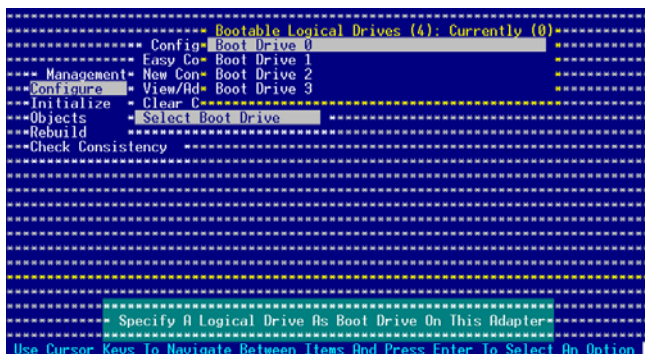 Bootable Logical Drives (4): Currently (0)
Config Boot Drive 0
Easy Co Boot Drive 1
Management New Con Boot Drive 2
Configure View/Ad Boot Drive 3
Initialize Clear C
Objects Select Boot Drive
Rebuild
Check Consistency
Specify A Logical Drive As Boot Drive On This Adapter
Use Cursor Keys To Navigate Between Items And Press Enter To Select An Option